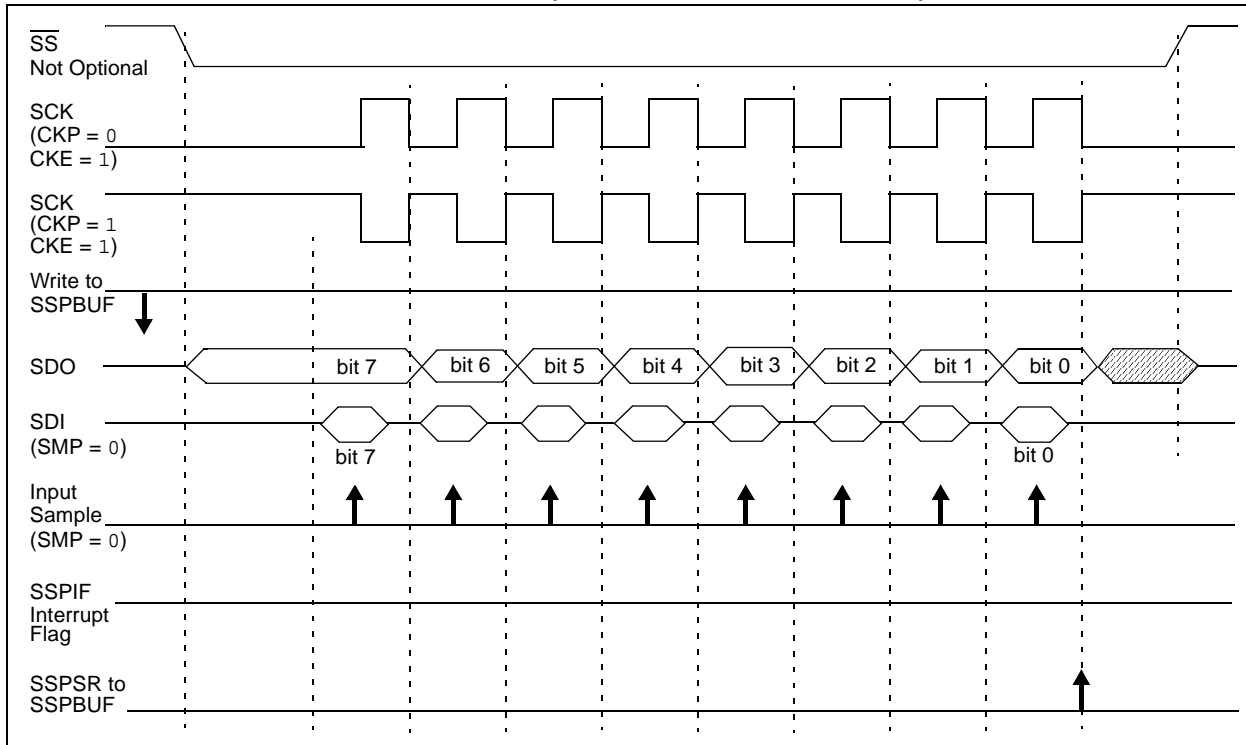 SS
Not Optional
SCK
(CKP = 0
CKE = 1)
SCK
(CKP = 1
CKE = 1)
Write to
SSPBUF
SDO
bit 7 bit 6 bit 5 bit 4 bit 3 bit 2 bit 1 bit 0
SDI
(SMP = 0)
bit 7 bit 0
Input
Sample
(SMP = 0)
SSPIF
Interrupt
Flag
SSPSR to
SSPBUF